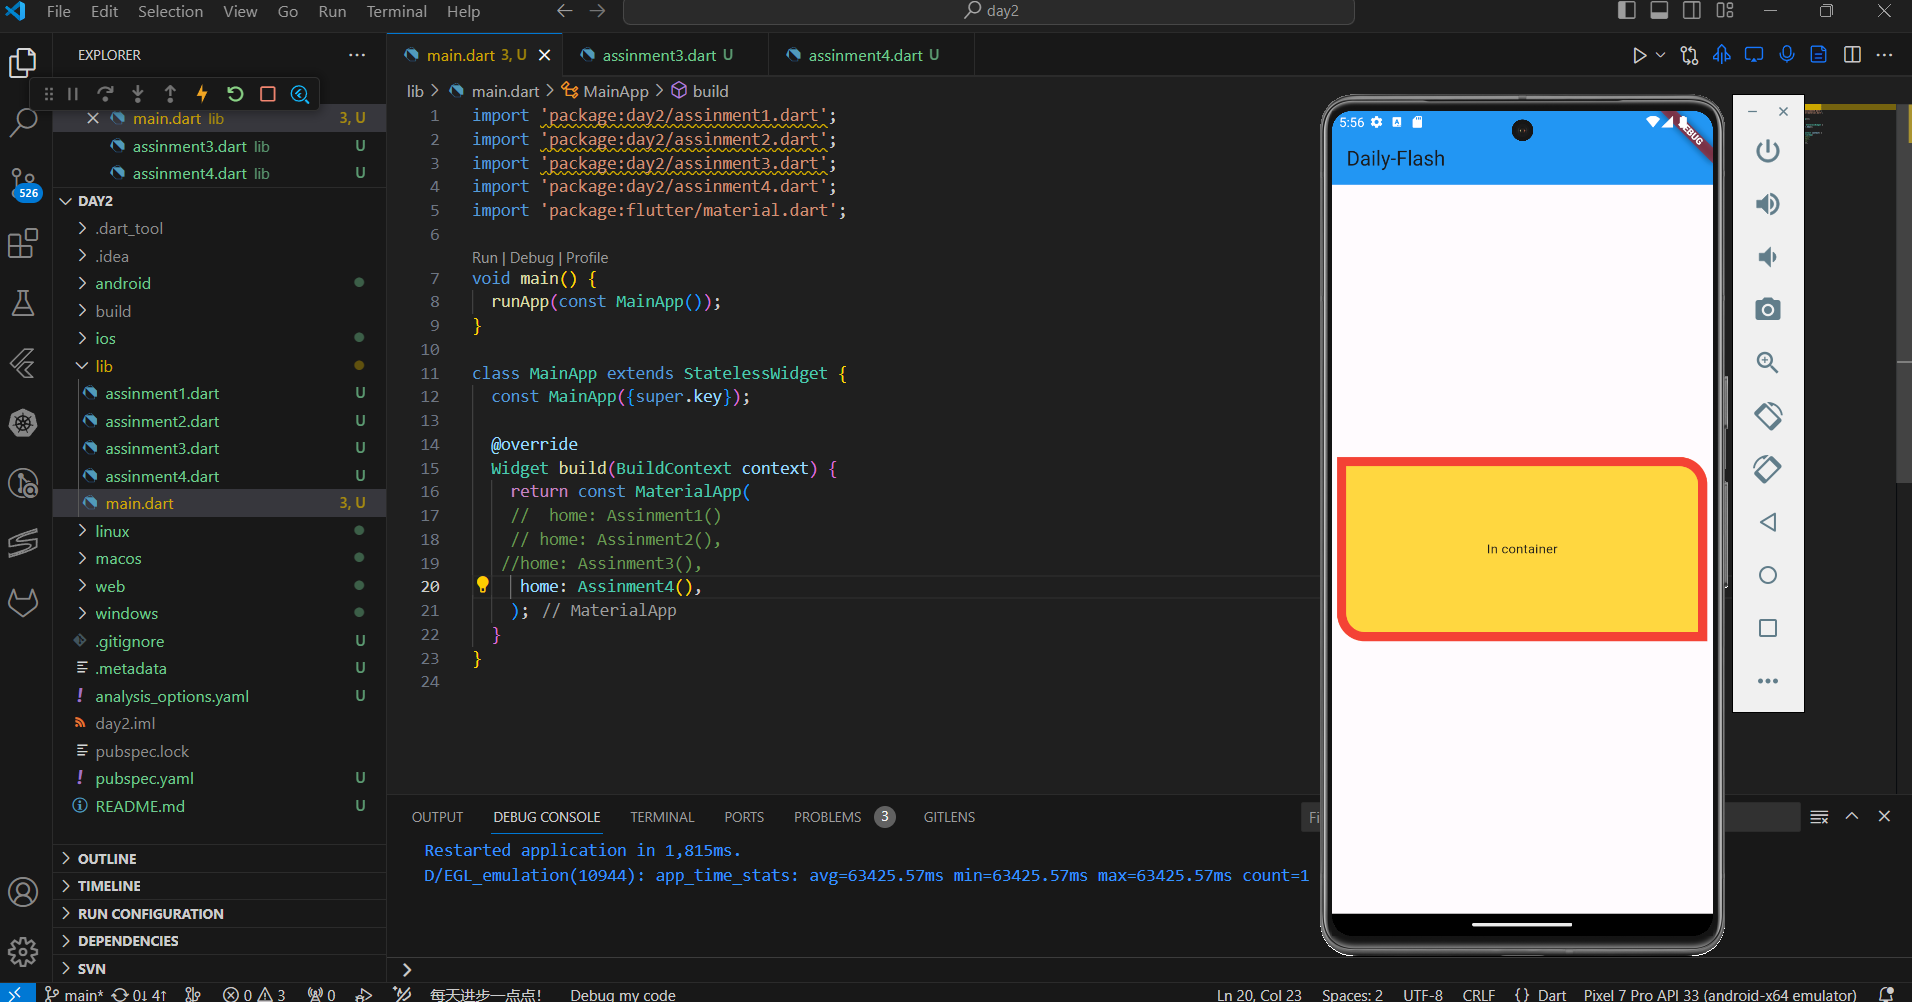 File Edit Selection View Go Run Terminal Help
day2
EXPLORER
main.dart lib 3, U
assinment3.dart lib U
assinment4.dart lib U
DAY2
.dart_tool
.idea
android
build
ios
lib
assinment1.dart U
assinment2.dart U
assinment3.dart U
assinment4.dart U
main.dart 3, U
linux
macos
web
windows
.gitignore U
.metadata U
analysis_options.yaml U
day2.iml
pubspec.lock
pubspec.yaml U
README.md U
OUTLINE
TIMELINE
RUN CONFIGURATION
DEPENDENCIES
SVN
526
main.dart 3, U assinment3.dart U assinment4.dart U
lib > main.dart > MainApp > build
1 import 'package:day2/assinment1.dart';
2 import 'package:day2/assinment2.dart';
3 import 'package:day2/assinment3.dart';
4 import 'package:day2/assinment4.dart';
5 import 'package:flutter/material.dart';
6
Run | Debug | Profile
7 void main() {
8 runApp(const MainApp());
9 }
10
11 class MainApp extends StatelessWidget {
12 const MainApp({super.key});
13
14 @override
15 Widget build(BuildContext context) {
16 return const MaterialApp(
17 //  home: Assinment1()
18 // home: Assinment2(),
19 //home: Assinment3(),
20 home: Assinment4(),
21 ); // MaterialApp
22 }
23 }
24
5:56
DEBUG
Daily-Flash
In container
OUTPUT DEBUG CONSOLE TERMINAL PORTS PROBLEMS 3 GITLENS
Fi
Restarted application in 1,815ms.
D/EGL_emulation(10944): app_time_stats: avg=63425.57ms min=63425.57ms max=63425.57ms count=1
main* 0↓ 4↑ 0 3 0 每天进步一点点! Debug my code Ln 20, Col 23 Spaces: 2 UTF-8 CRLF {} Dart Pixel 7 Pro API 33 (android-x64 emulator)